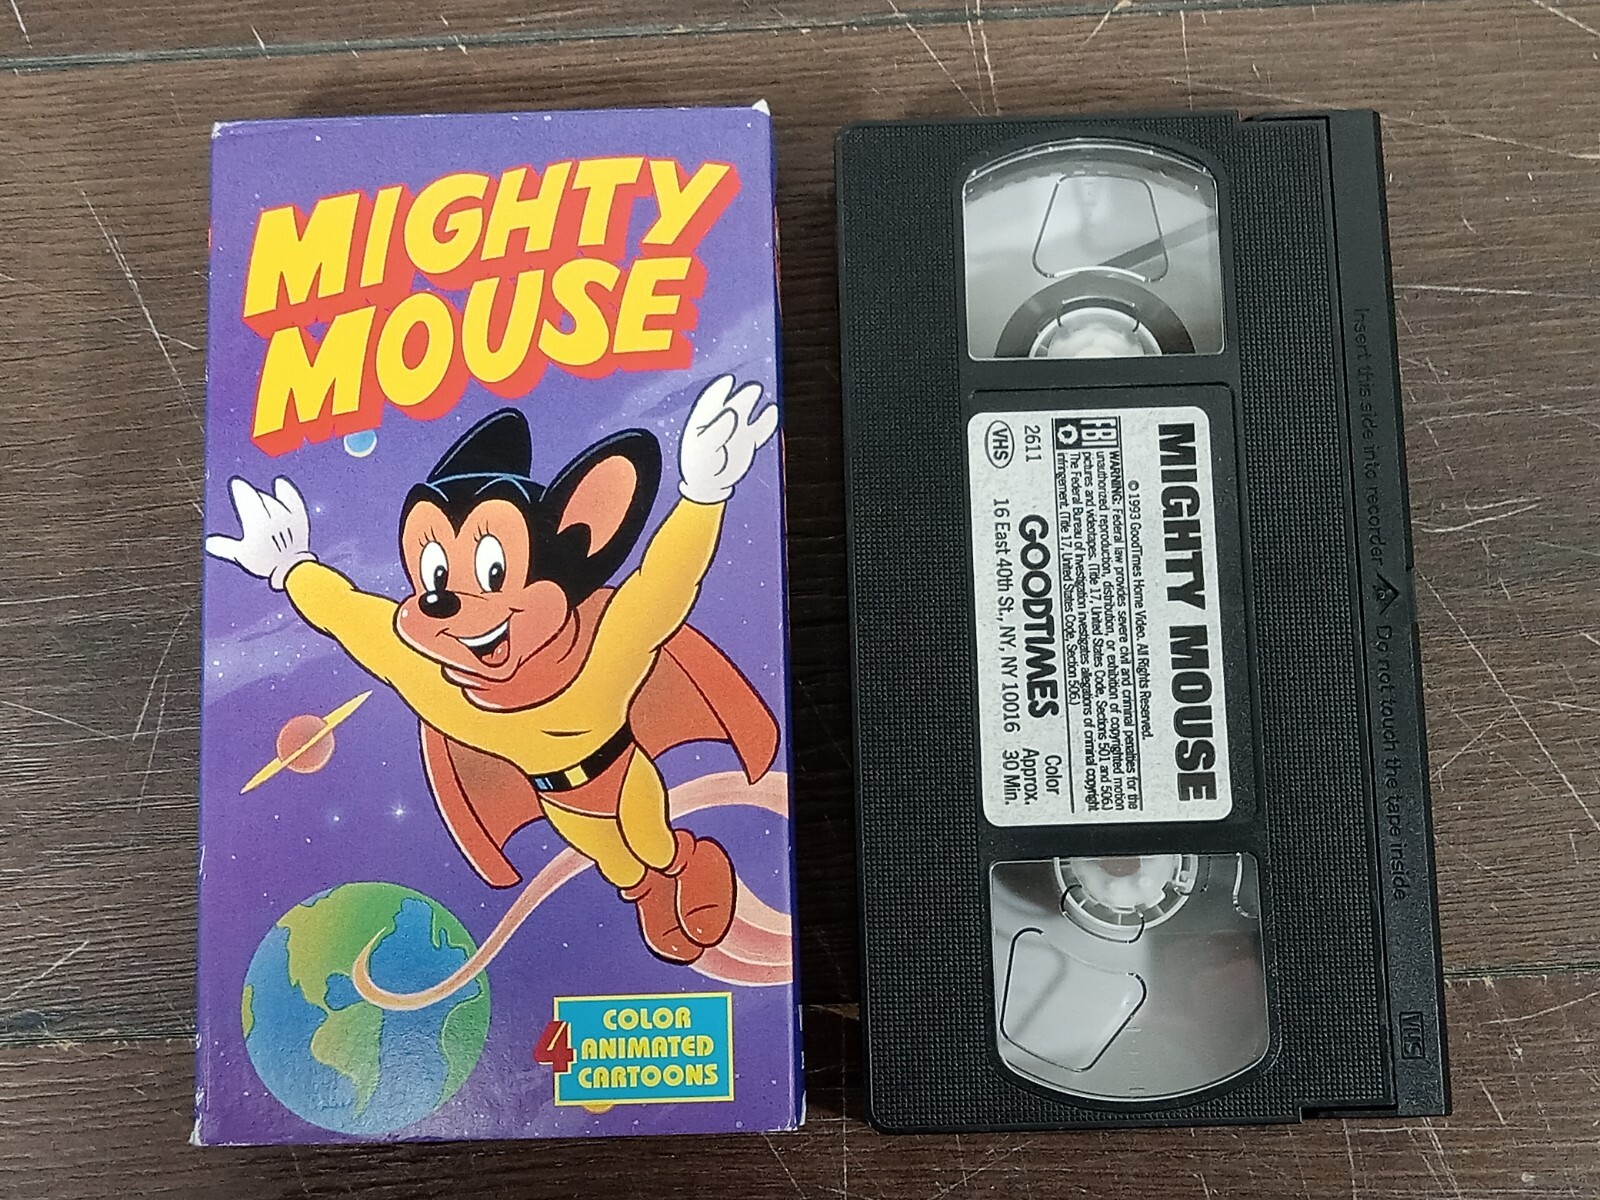 MIGHTY
MOUSE
4 COLOR
ANIMATED
CARTOONS
MIGHTY MOUSE
© 1993 GoodTimes Home Video. All Rights Reserved.
FBI WARNING: Federal law provides severe civil and criminal penalties for the
unauthorized reproduction, distribution, or exhibition of copyrighted motion
pictures and videotapes. (Title 17, United States Code, Sections 501 and 506)
The Federal Bureau of Investigation investigates allegations of criminal copyright
infringement. (Title 17, United States Code, Section 506)
2611 GOODTIMES Color
Approx.
VHS 16 East 40th St., NY, NY 10016 30 Min.
Insert this side into recorder Do not touch the tape inside
VHS